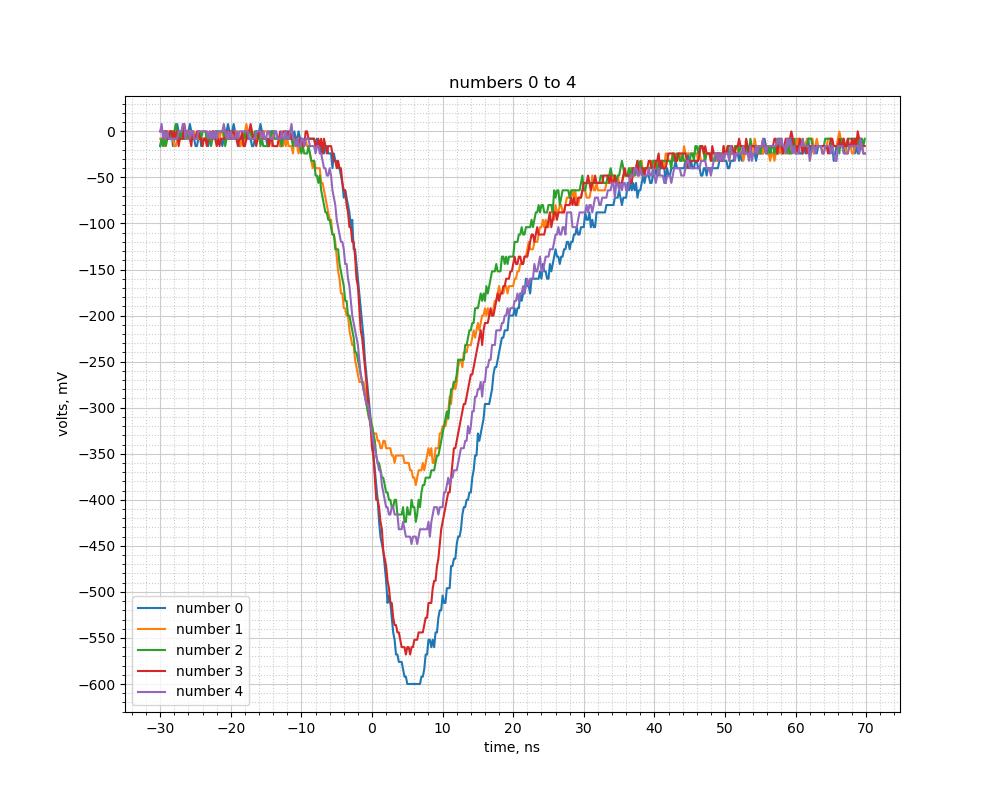 numbers 0 to 4
volts, mV
0
−50
−100
−150
−200
−250
−300
−350
−400
−450
−500
−550
−600
number 0
number 1
number 2
number 3
number 4
−30 −20 −10 0 10 20 30 40 50 60 70
time, ns